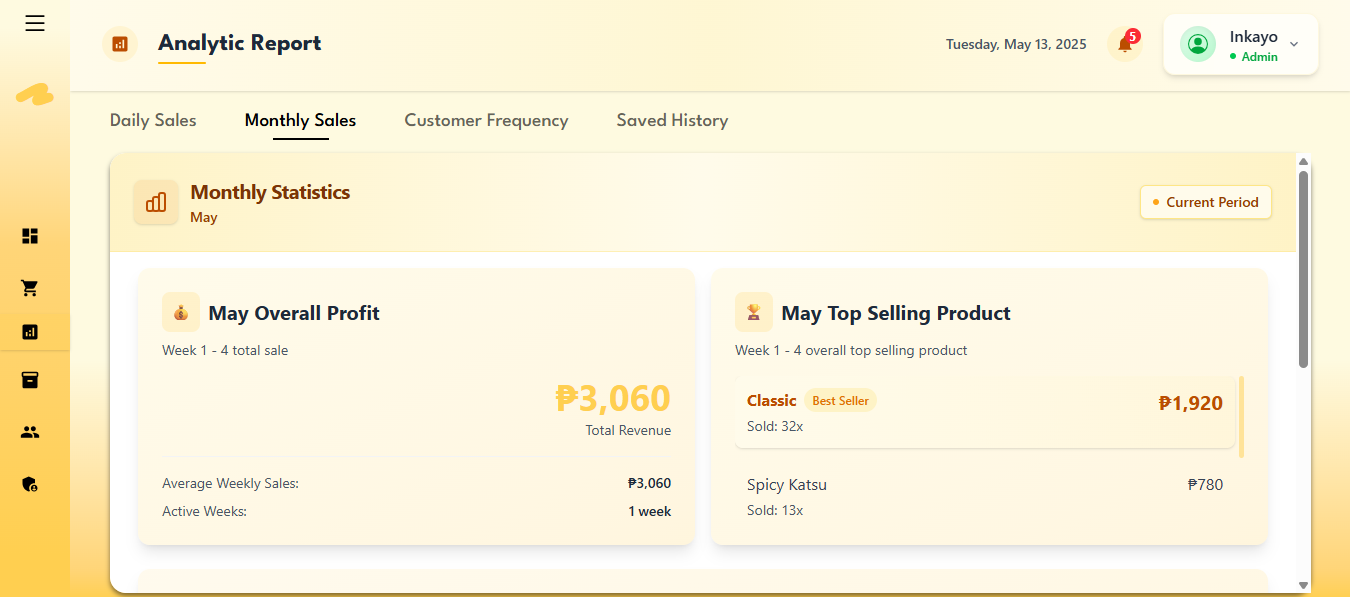 Analytic Report
Tuesday, May 13, 2025
5
Inkayo
Admin
Daily Sales
Monthly Sales
Customer Frequency
Saved History
Monthly Statistics
May
Current Period
May Overall Profit
Week 1 - 4 total sale
₱3,060
Total Revenue
Average Weekly Sales: ₱3,060
Active Weeks: 1 week
May Top Selling Product
Week 1 - 4 overall top selling product
Classic Best Seller ₱1,920
Sold: 32x
Spicy Katsu ₱780
Sold: 13x